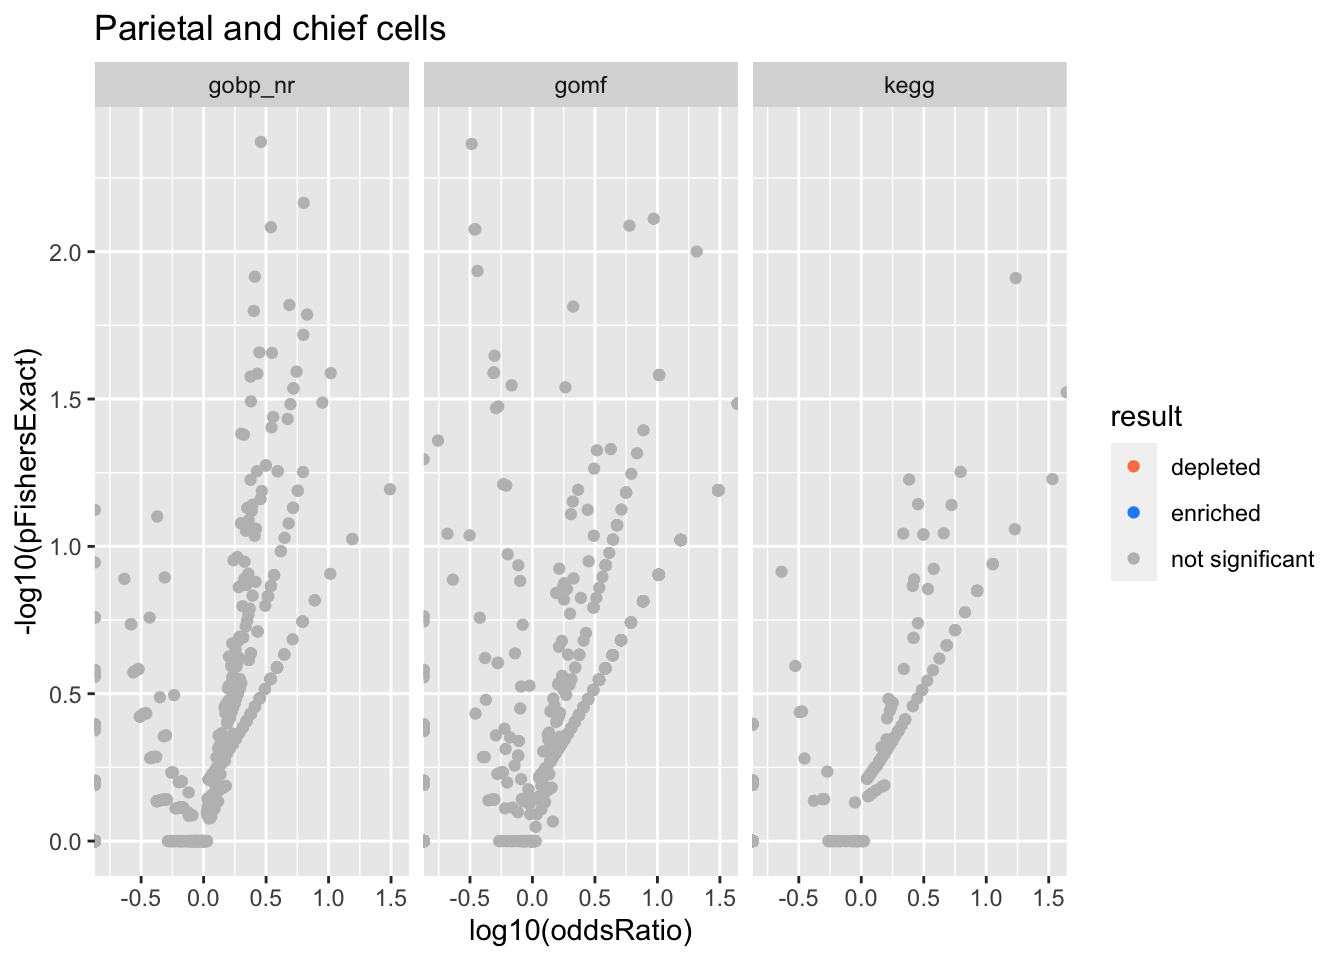 Parietal and chief cells
gobp_nr gomf kegg
-log10(pFishersExact)
2.0
1.5
1.0
0.5
0.0
-0.5 0.0 0.5 1.0 1.5 -0.5 0.0 0.5 1.0 1.5 -0.5 0.0 0.5 1.0 1.5
log10(oddsRatio)
result
depleted
enriched
not significant